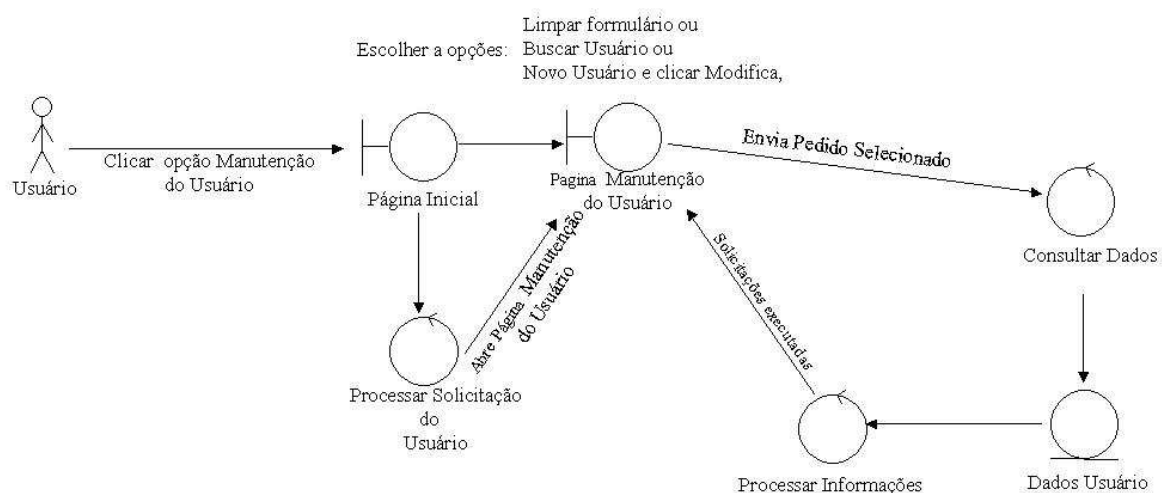 Limpar formulário ou
Escolher a opções: Buscar Usuário ou
Novo Usuário e clicar Modifica,
Usuário
Clicar opção Manutenção
do Usuário
Página Inicial
Pagina Manutenção
do Usuário
Envia Pedido Selecionado
Consultar Dados
Abre Página Manutenção
do Usuário
Solicitações executadas
Processar Solicitação
do
Usuário
Processar Informações
Dados Usuário